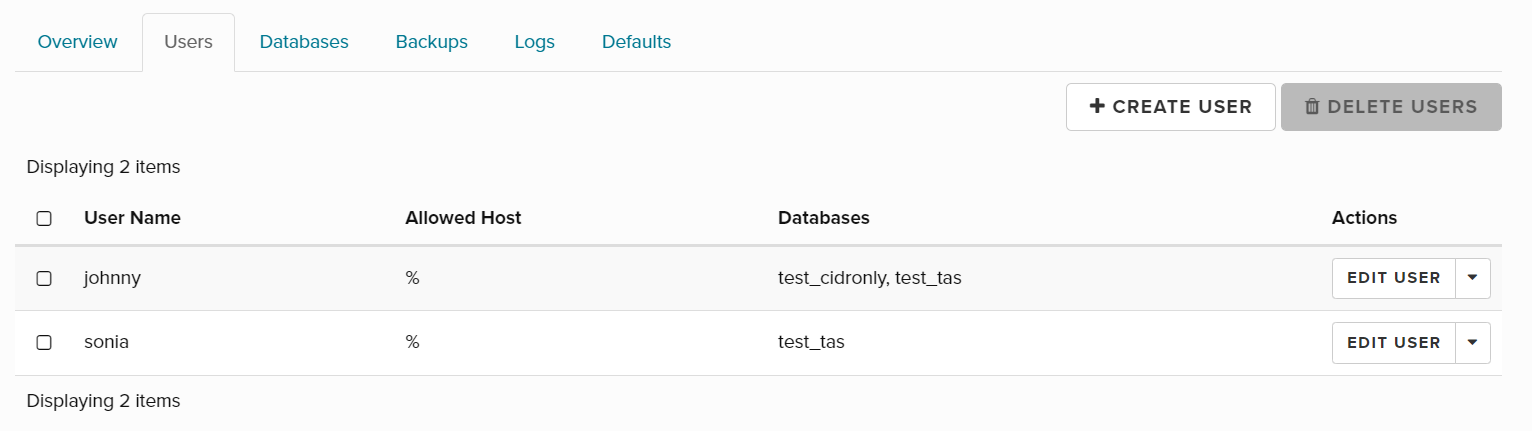 Overview Users Databases Backups Logs Defaults
CREATE USER DELETE USERS
Displaying 2 items
User Name Allowed Host Databases Actions
johnny % test_cidronly, test_tas EDIT USER
sonia % test_tas EDIT USER
Displaying 2 items